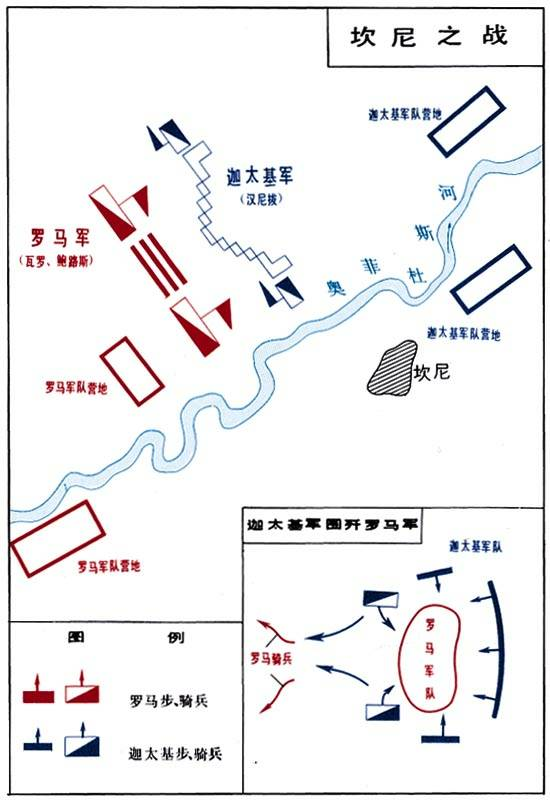 坎尼之战
迦太基军队营地
迦太基军
（汉尼拔）
罗马军
（瓦罗、鲍路斯）
奥菲杜斯河
迦太基军队营地
坎尼
罗马军队营地
罗马军队营地
迦太基军围歼罗马军
迦太基军队
罗马骑兵
罗马军队
图例
罗马步、骑兵
迦太基步、骑兵